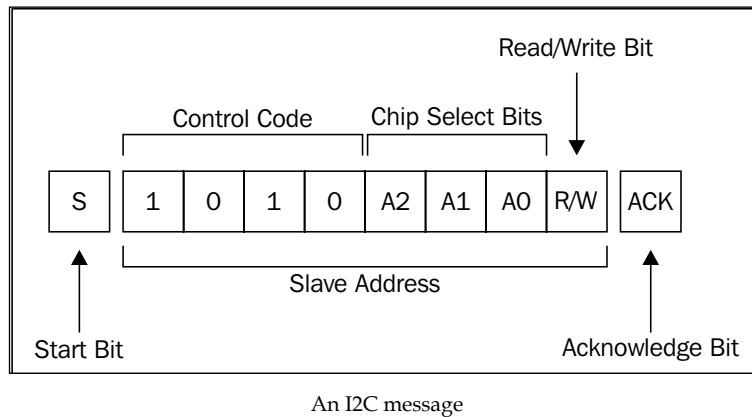 Read/Write Bit
Control Code Chip Select Bits
S 1 0 1 0 A2 A1 A0 R/W ACK
Slave Address
Start Bit Acknowledge Bit
An I2C message